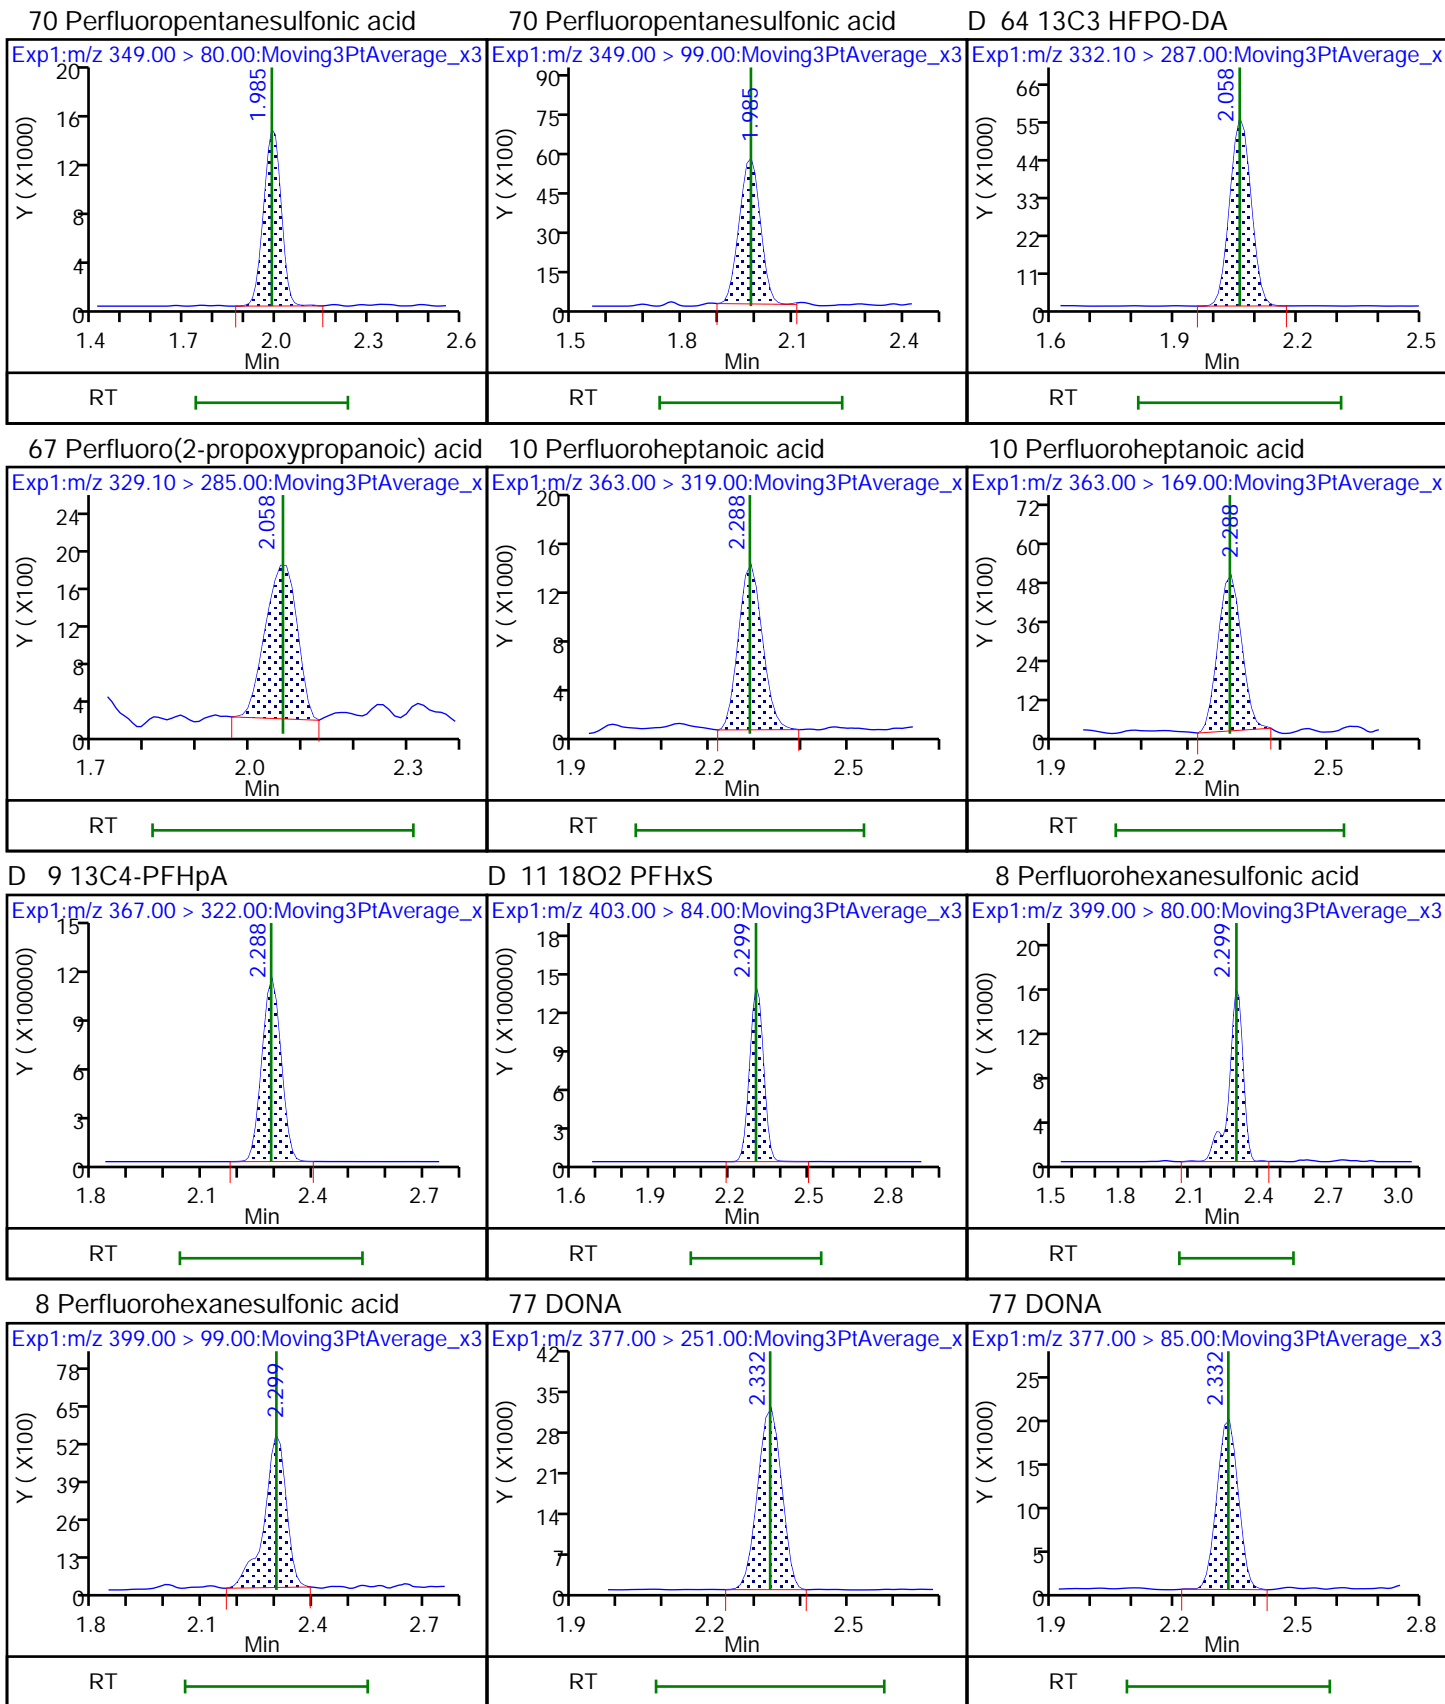 70 Perfluoropentanesulfonic acid
Exp1:m/z 349.00 > 80.00:Moving3PtAverage_x3
1.985
20
16
12
8
4
0
Y ( X1000)
1.4 1.7 2.0 2.3 2.6
Min
RT
70 Perfluoropentanesulfonic acid
Exp1:m/z 349.00 > 99.00:Moving3PtAverage_x3
1.985
90
75
60
45
30
15
0
Y ( X100)
1.5 1.8 2.1 2.4
Min
RT
D 64 13C3 HFPO-DA
Exp1:m/z 332.10 > 287.00:Moving3PtAverage_x
2.058
66
55
44
33
22
11
0
Y ( X1000)
1.6 1.9 2.2 2.5
Min
RT
67 Perfluoro(2-propoxypropanoic) acid
Exp1:m/z 329.10 > 285.00:Moving3PtAverage_x
2.058
24
20
16
12
8
4
0
Y ( X100)
1.7 2.0 2.3
Min
RT
10 Perfluoroheptanoic acid
Exp1:m/z 363.00 > 319.00:Moving3PtAverage_x
2.288
20
16
12
8
4
0
Y ( X1000)
1.9 2.2 2.5
Min
RT
10 Perfluoroheptanoic acid
Exp1:m/z 363.00 > 169.00:Moving3PtAverage_x
2.288
72
60
48
36
24
12
0
Y ( X100)
1.9 2.2 2.5
Min
RT
D 9 13C4-PFHpA
Exp1:m/z 367.00 > 322.00:Moving3PtAverage_x
2.288
15
12
9
6
3
0
Y ( X100000)
1.8 2.1 2.4 2.7
Min
RT
D 11 18O2 PFHxS
Exp1:m/z 403.00 > 84.00:Moving3PtAverage_x3
2.299
18
15
12
9
6
3
0
Y ( X100000)
1.6 1.9 2.2 2.5 2.8
Min
RT
8 Perfluorohexanesulfonic acid
Exp1:m/z 399.00 > 80.00:Moving3PtAverage_x3
2.299
20
16
12
8
4
0
Y ( X1000)
1.5 1.8 2.1 2.4 2.7 3.0
Min
RT
8 Perfluorohexanesulfonic acid
Exp1:m/z 399.00 > 99.00:Moving3PtAverage_x3
2.299
78
65
52
39
26
13
0
Y ( X100)
1.8 2.1 2.4 2.7
Min
RT
77 DONA
Exp1:m/z 377.00 > 251.00:Moving3PtAverage_x
2.332
42
35
28
21
14
7
0
Y ( X1000)
1.9 2.2 2.5
Min
RT
77 DONA
Exp1:m/z 377.00 > 85.00:Moving3PtAverage_x3
2.332
25
20
15
10
5
0
Y ( X1000)
1.9 2.2 2.5 2.8
Min
RT